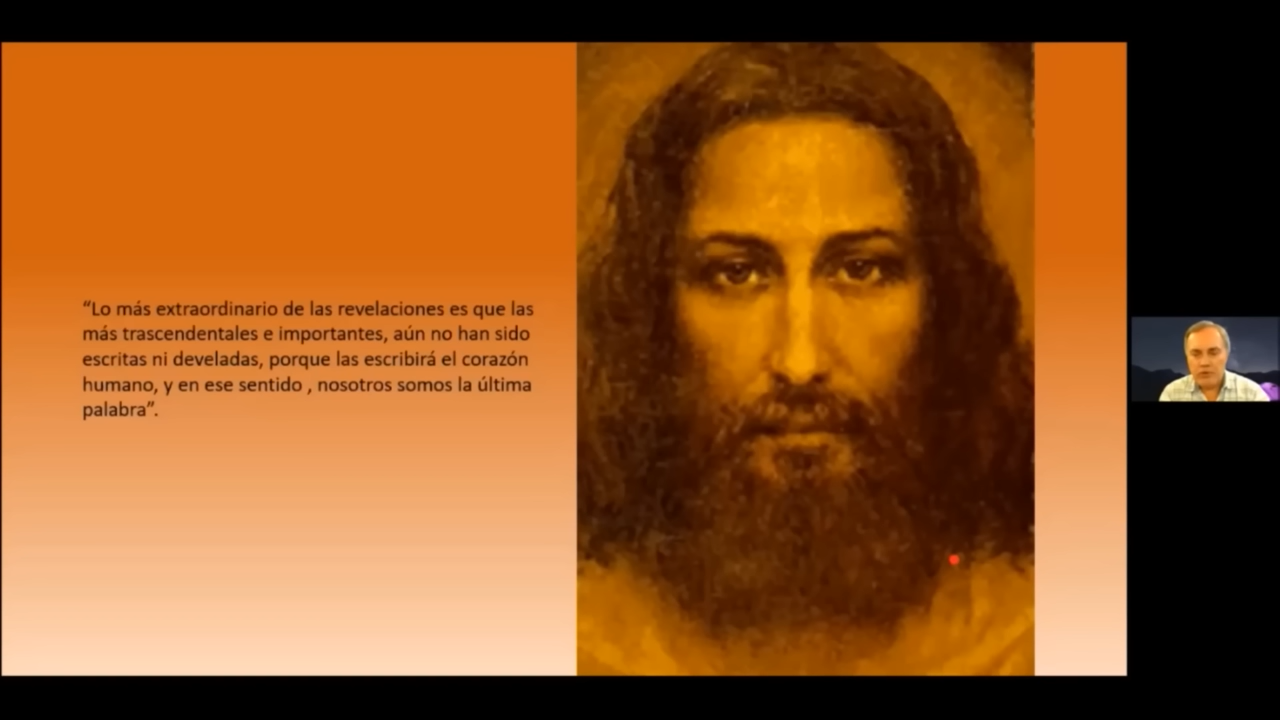 “Lo más extraordinario de las revelaciones es que las
más trascendentales e importantes, aún no han sido
escritas ni develadas, porque las escribirá el corazón
humano, y en ese sentido , nosotros somos la última
palabra”.